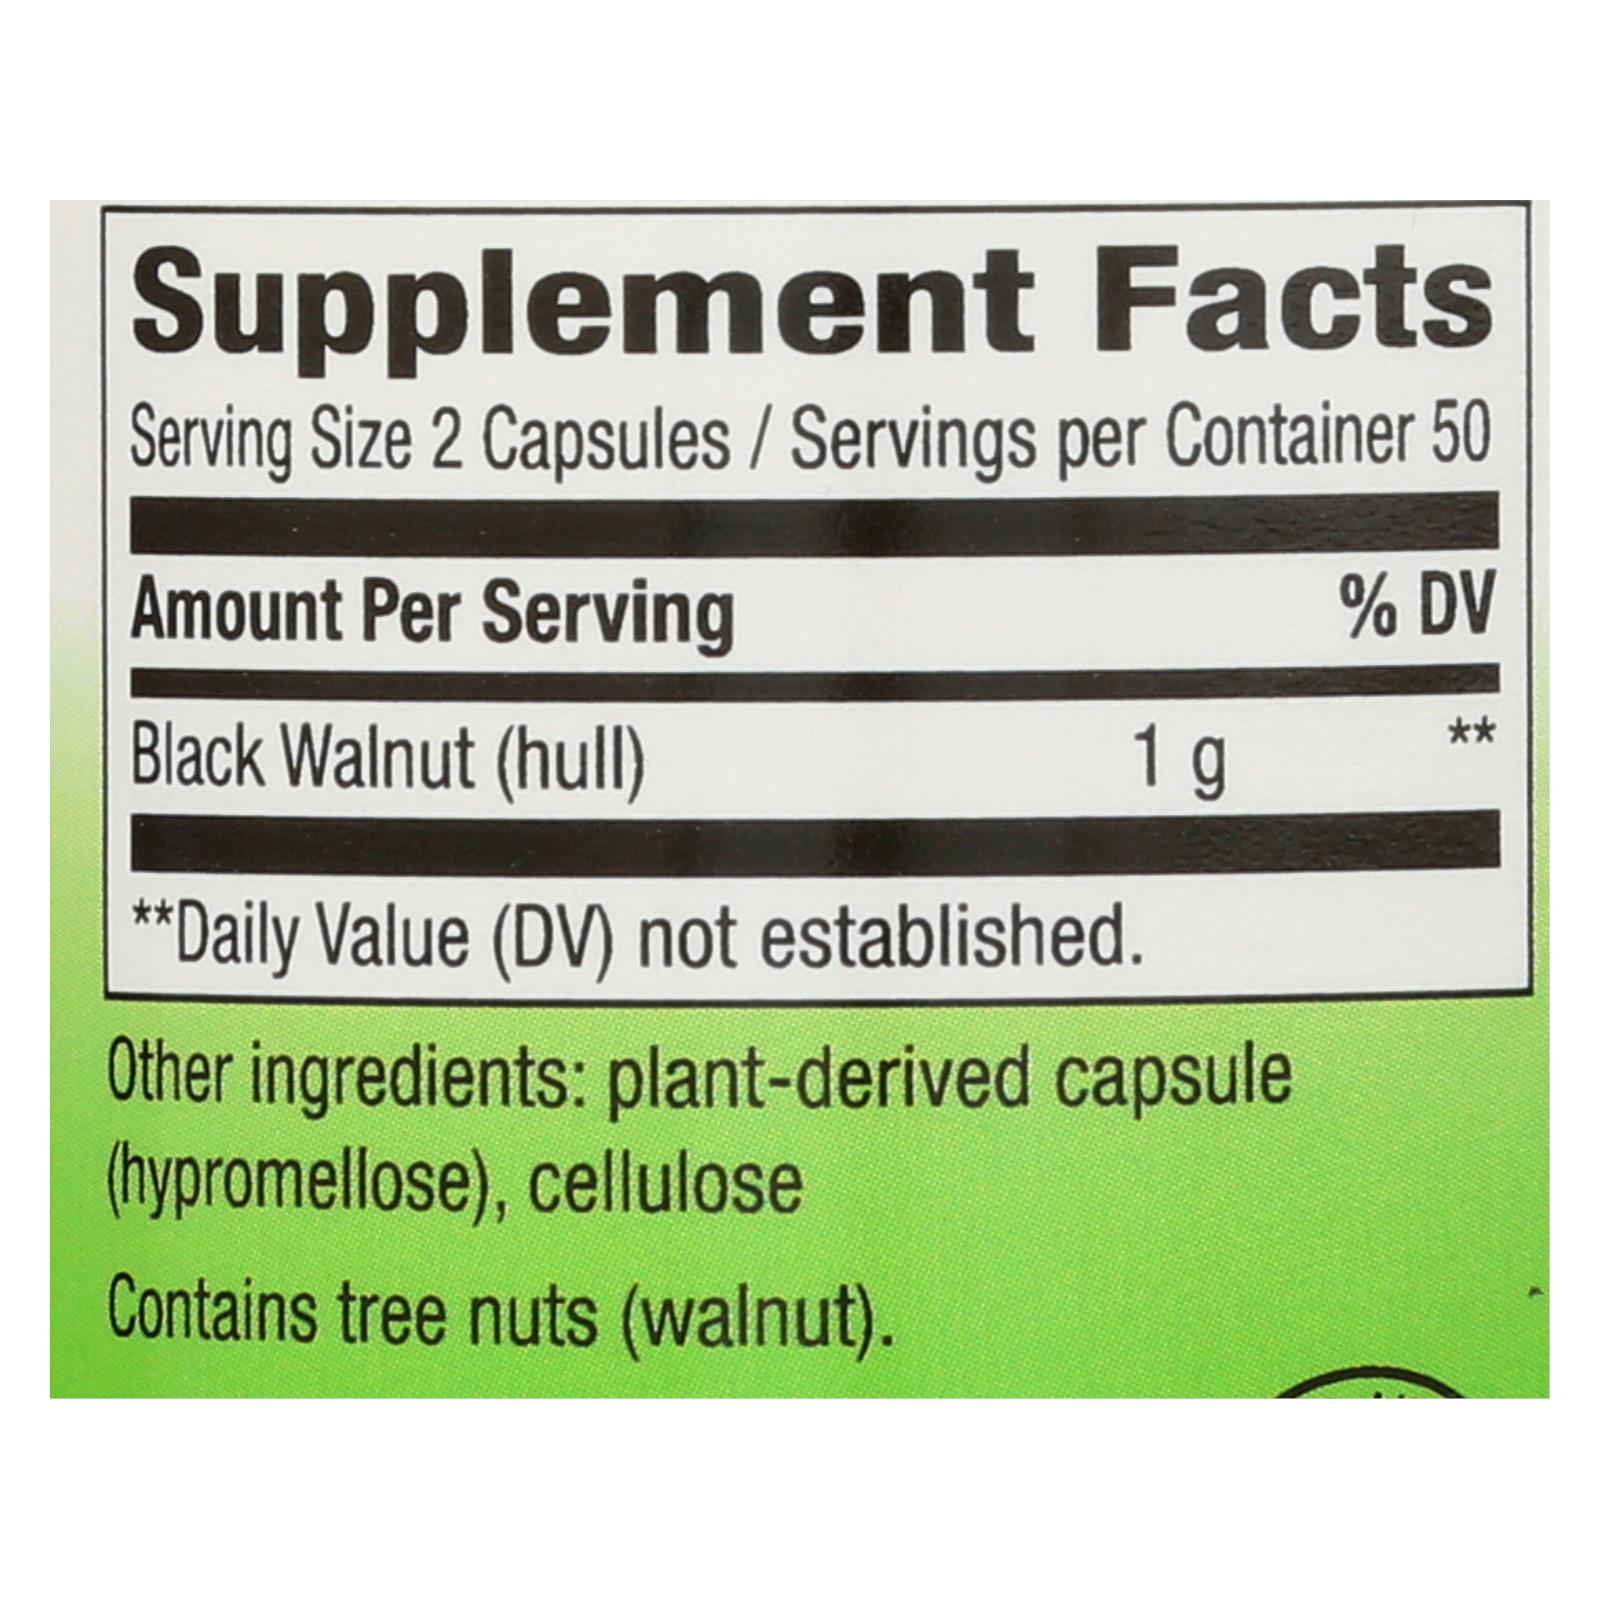 Supplement Facts
Serving Size 2 Capsules / Servings per Container 50
Amount Per Serving % DV
Black Walnut (hull) 1 g **
**Daily Value (DV) not established.
Other ingredients: plant-derived capsule
(hypromellose), cellulose
Contains tree nuts (walnut).